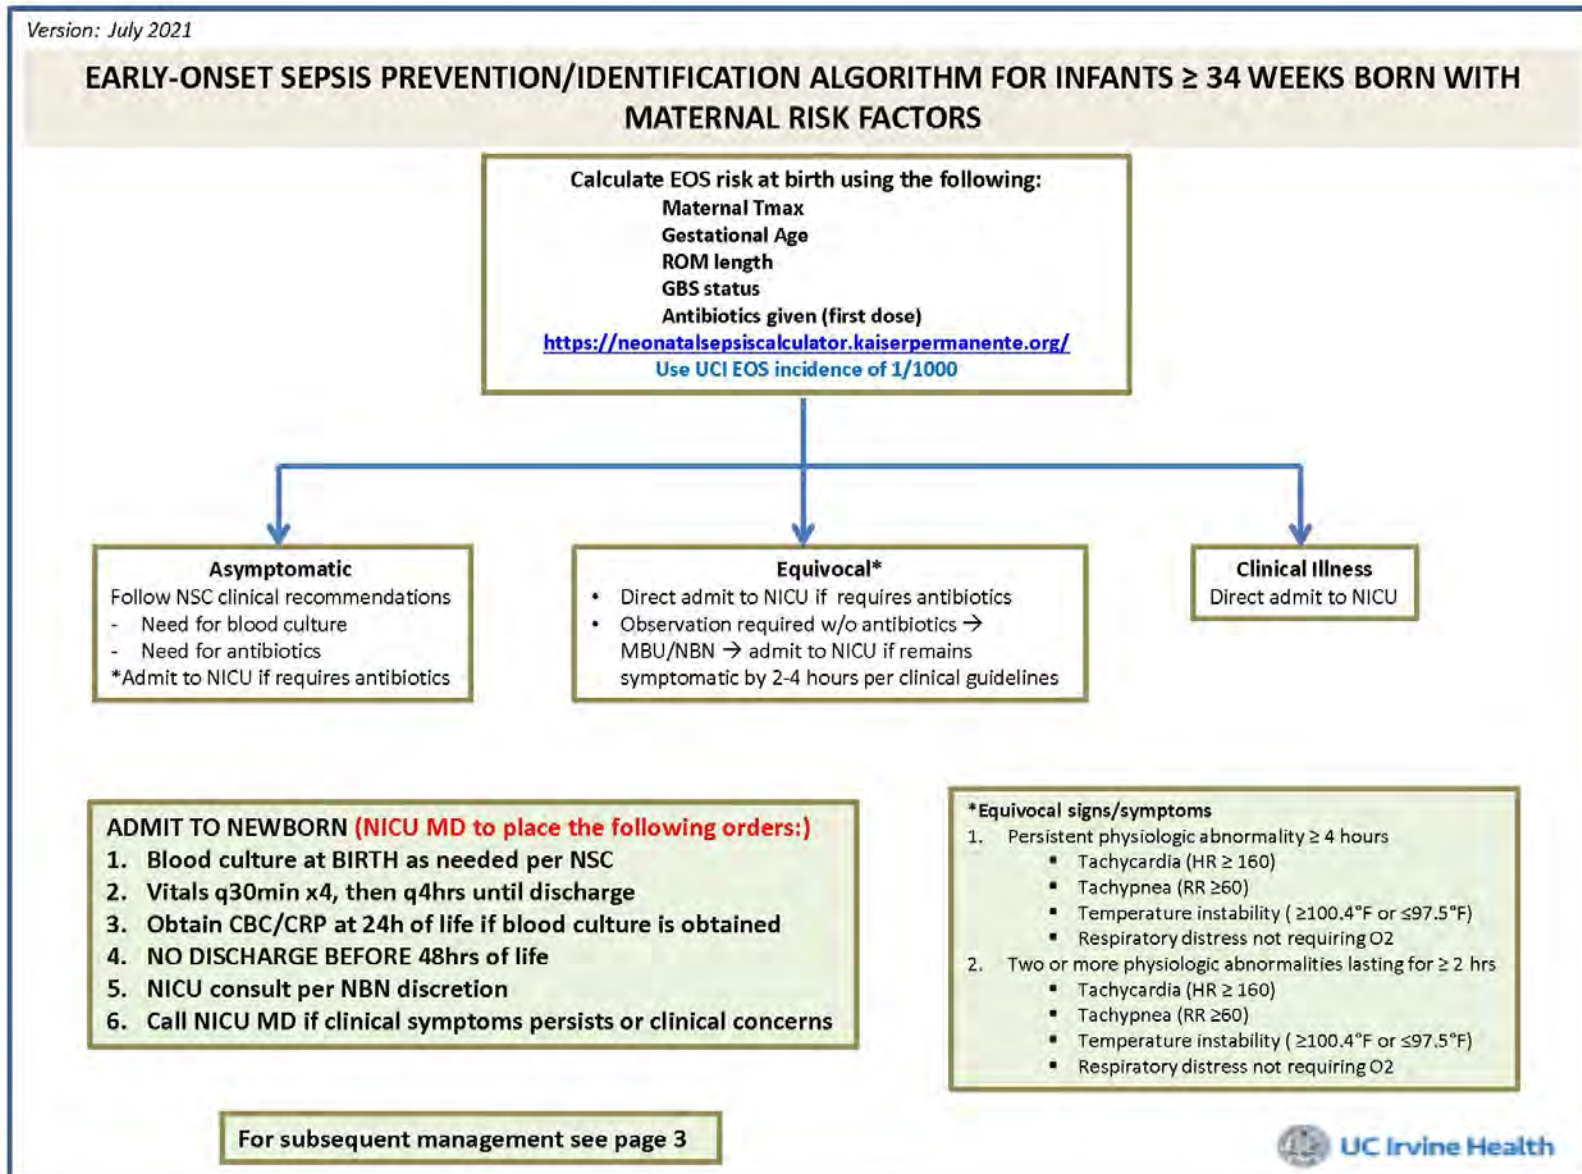 Version: July 2021
EARLY-ONSET SEPSIS PREVENTION/IDENTIFICATION ALGORITHM FOR INFANTS ≥ 34 WEEKS BORN WITH
MATERNAL RISK FACTORS
Calculate EOS risk at birth using the following:
Maternal Tmax
Gestational Age
ROM length
GBS status
Antibiotics given (first dose)
https://neonatalsepsiscalculator.kaiserpermanente.org/
Use UCI EOS incidence of 1/1000
Asymptomatic
Follow NSC clinical recommendations
- Need for blood culture
- Need for antibiotics
*Admit to NICU if requires antibiotics
Equivocal*
• Direct admit to NICU if requires antibiotics
• Observation required w/o antibiotics →
MBU/NBN → admit to NICU if remains
symptomatic by 2-4 hours per clinical guidelines
Clinical Illness
Direct admit to NICU
ADMIT TO NEWBORN (NICU MD to place the following orders:)
1. Blood culture at BIRTH as needed per NSC
2. Vitals q30min x4, then q4hrs until discharge
3. Obtain CBC/CRP at 24h of life if blood culture is obtained
4. NO DISCHARGE BEFORE 48hrs of life
5. NICU consult per NBN discretion
6. Call NICU MD if clinical symptoms persists or clinical concerns
*Equivocal signs/symptoms
1. Persistent physiologic abnormality ≥ 4 hours
▪ Tachycardia (HR ≥ 160)
▪ Tachypnea (RR ≥60)
▪ Temperature instability ( ≥100.4°F or ≤97.5°F)
▪ Respiratory distress not requiring O2
2. Two or more physiologic abnormalities lasting for ≥ 2 hrs
▪ Tachycardia (HR ≥ 160)
▪ Tachypnea (RR ≥60)
▪ Temperature instability ( ≥100.4°F or ≤97.5°F)
▪ Respiratory distress not requiring O2
For subsequent management see page 3
UC Irvine Health